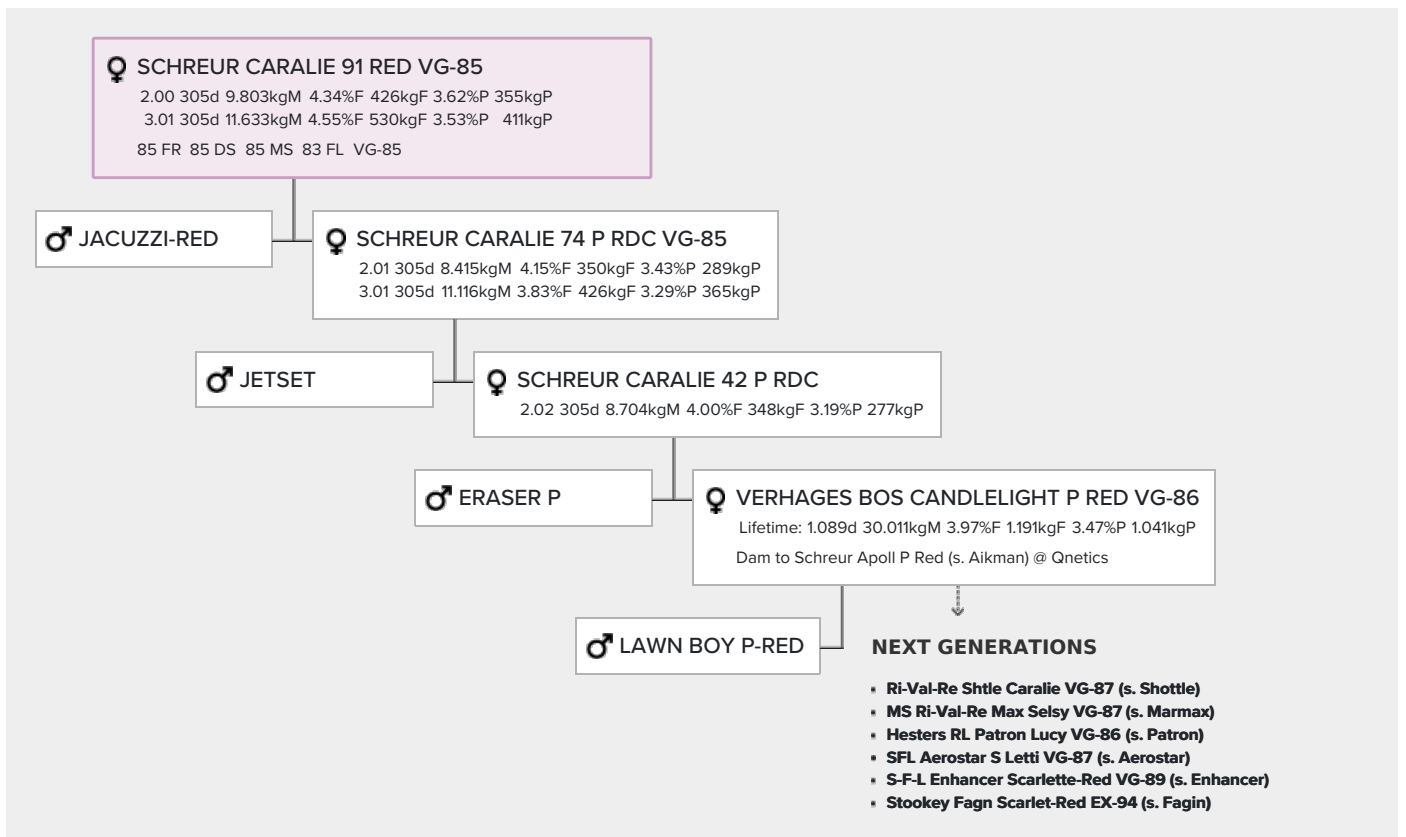 SCHREUR CARALIE 91 RED VG-85
2.00 305d 9.803kgM 4.34%F 426kgF 3.62%P 355kgP
3.01 305d 11.633kgM 4.55%F 530kgF 3.53%P 411kgP
85 FR 85 DS 85 MS 83 FL VG-85
JACUZZI-RED
SCHREUR CARALIE 74 P RDC VG-85
2.01 305d 8.415kgM 4.15%F 350kgF 3.43%P 289kgP
3.01 305d 11.116kgM 3.83%F 426kgF 3.29%P 365kgP
JETSET
SCHREUR CARALIE 42 P RDC
2.02 305d 8.704kgM 4.00%F 348kgF 3.19%P 277kgP
ERASER P
VERHAGES BOS CANDLELIGHT P RED VG-86
Lifetime: 1.089d 30.011kgM 3.97%F 1.191kgF 3.47%P 1.041kgP
Dam to Schreur Apoll P Red (s. Aikman) @ Qnetics
LAWN BOY P-RED
NEXT GENERATIONS
Ri-Val-Re Shtle Caralie VG-87 (s. Shottle)
MS Ri-Val-Re Max Selsy VG-87 (s. Marmax)
Hesters RL Patron Lucy VG-86 (s. Patron)
SFL Aerostar S Letti VG-87 (s. Aerostar)
S-F-L Enhancer Scarlette-Red VG-89 (s. Enhancer)
Stookey Fagn Scarlet-Red EX-94 (s. Fagin)